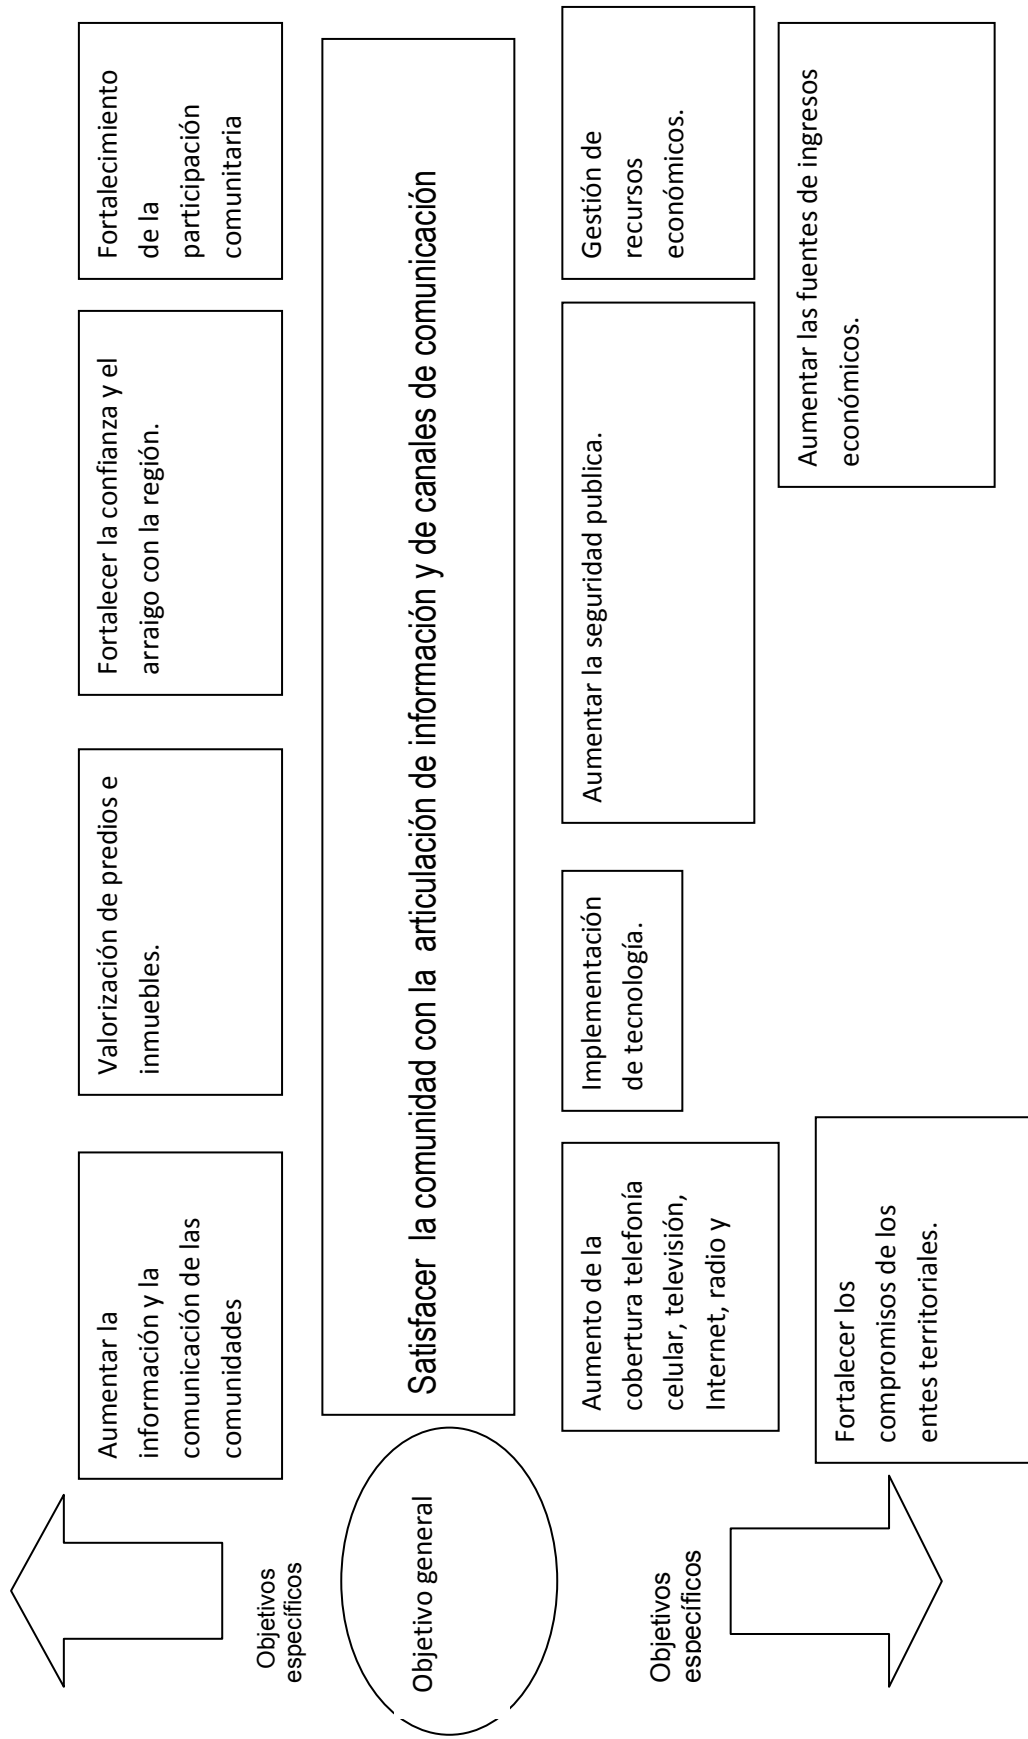 Objetivos
específicos
Aumentar la
información y la
comunicación de las
comunidades
Valorización de predios e
inmuebles.
Fortalecer la confianza y el
arraigo con la región.
Fortalecimiento
de la
participación
comunitaria
Objetivo general
Satisfacer la comunidad con la articulación de información y de canales de comunicación
Objetivos
específicos
Aumento de la
cobertura telefonía
celular, televisión,
Internet, radio y
Implementación
de tecnología.
Aumentar la seguridad publica.
Gestión de
recursos
económicos.
Fortalecer los
compromisos de los
entes territoriales.
Aumentar las fuentes de ingresos
económicos.